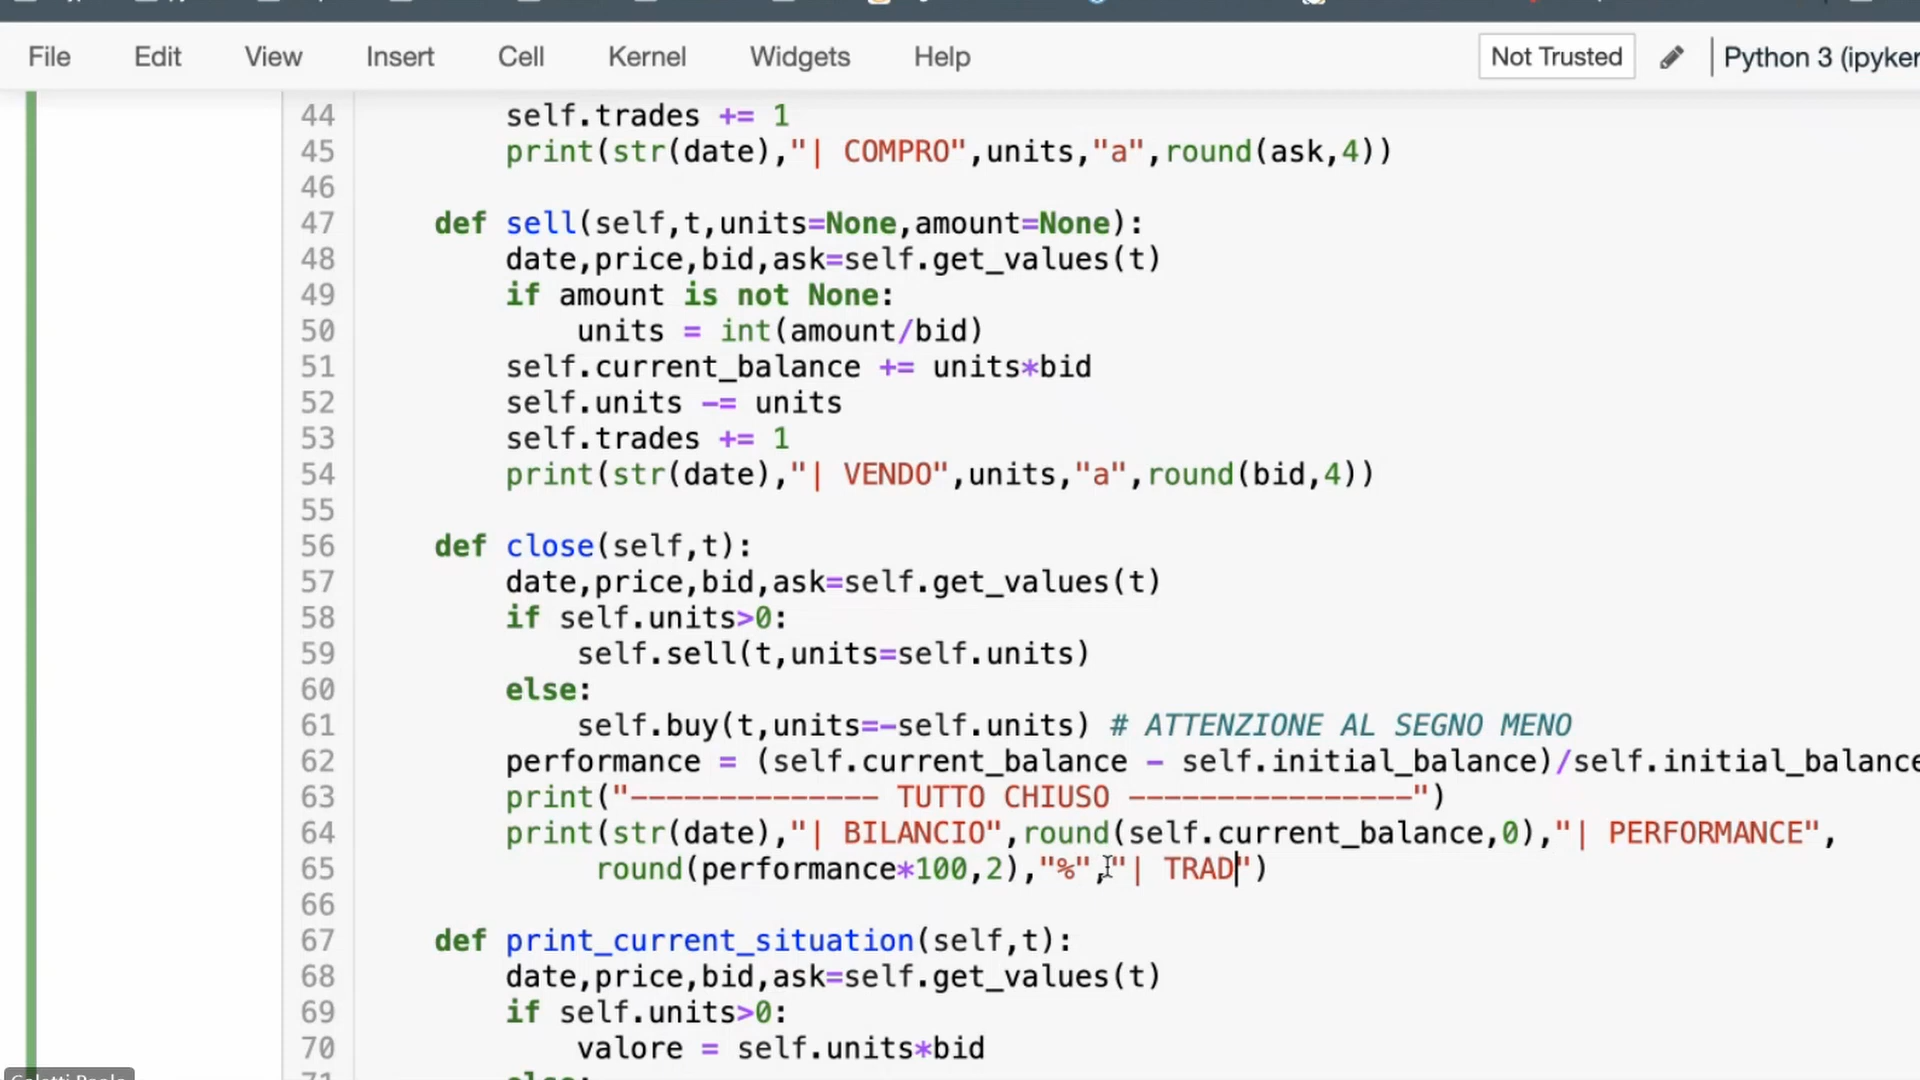 File Edit View Insert Cell Kernel Widgets Help Not Trusted Python 3 (ipyker
44 self.trades += 1
45 print(str(date),"| COMPRO",units,"a",round(ask,4))
46
47 def sell(self,t,units=None,amount=None):
48 date,price,bid,ask=self.get_values(t)
49 if amount is not None:
50 units = int(amount/bid)
51 self.current_balance += units*bid
52 self.units -= units
53 self.trades += 1
54 print(str(date),"| VENDO",units,"a",round(bid,4))
55
56 def close(self,t):
57 date,price,bid,ask=self.get_values(t)
58 if self.units>0:
59 self.sell(t,units=self.units)
60 else:
61 self.buy(t,units=-self.units) # ATTENZIONE AL SEGNO MENO
62 performance = (self.current_balance - self.initial_balance)/self.initial_balance
63 print("-------------- TUTTO CHIUSO ----------------")
64 print(str(date),"| BILANCIO",round(self.current_balance,0),"| PERFORMANCE",
65 round(performance*100,2),"%","| TRAD")
66
67 def print_current_situation(self,t):
68 date,price,bid,ask=self.get_values(t)
69 if self.units>0:
70 valore = self.units*bid
71 else: